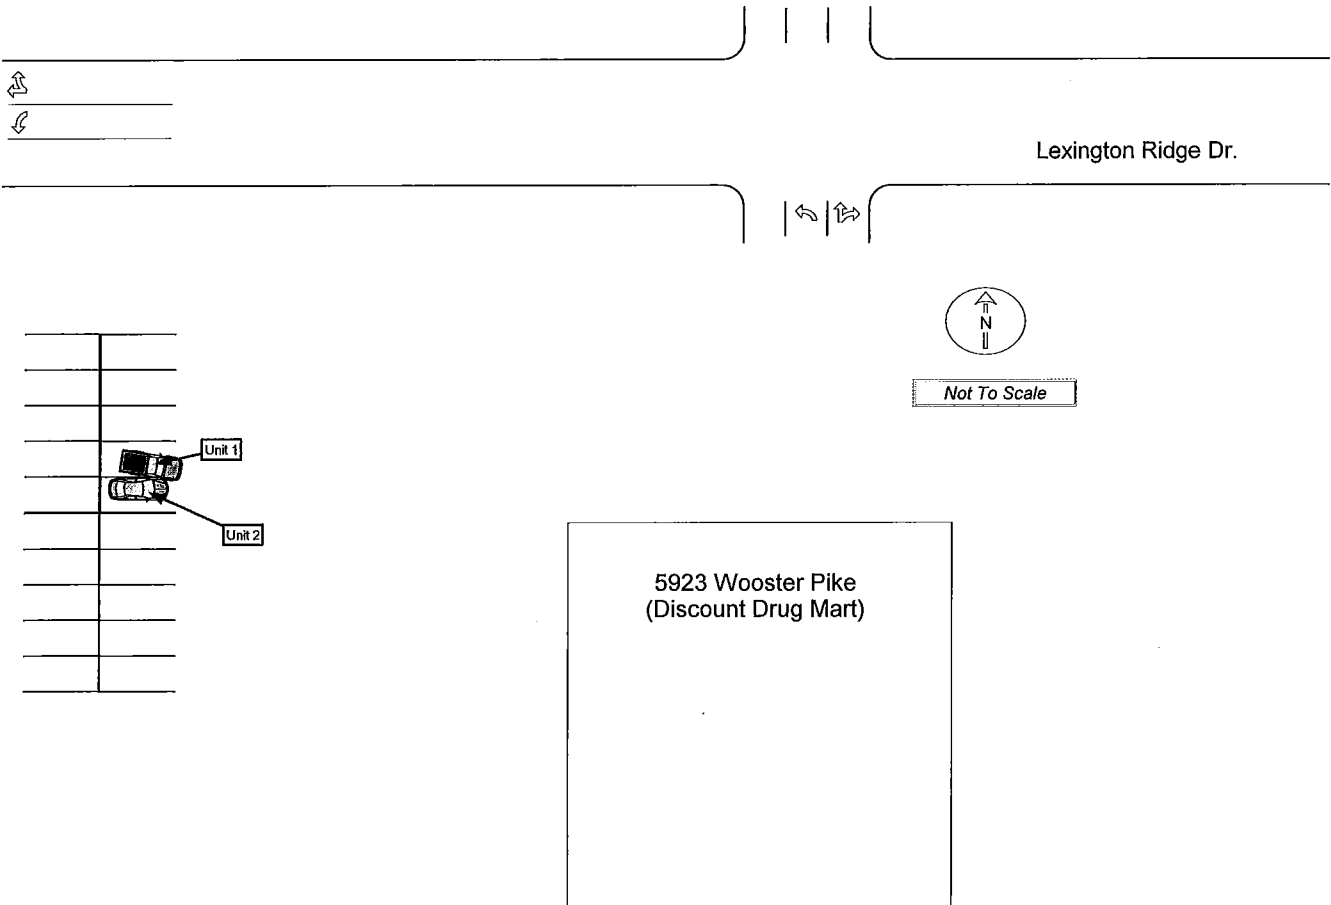 Lexington Ridge Dr.
N
Not To Scale
Unit 1
Unit 2
5923 Wooster Pike
(Discount Drug Mart)